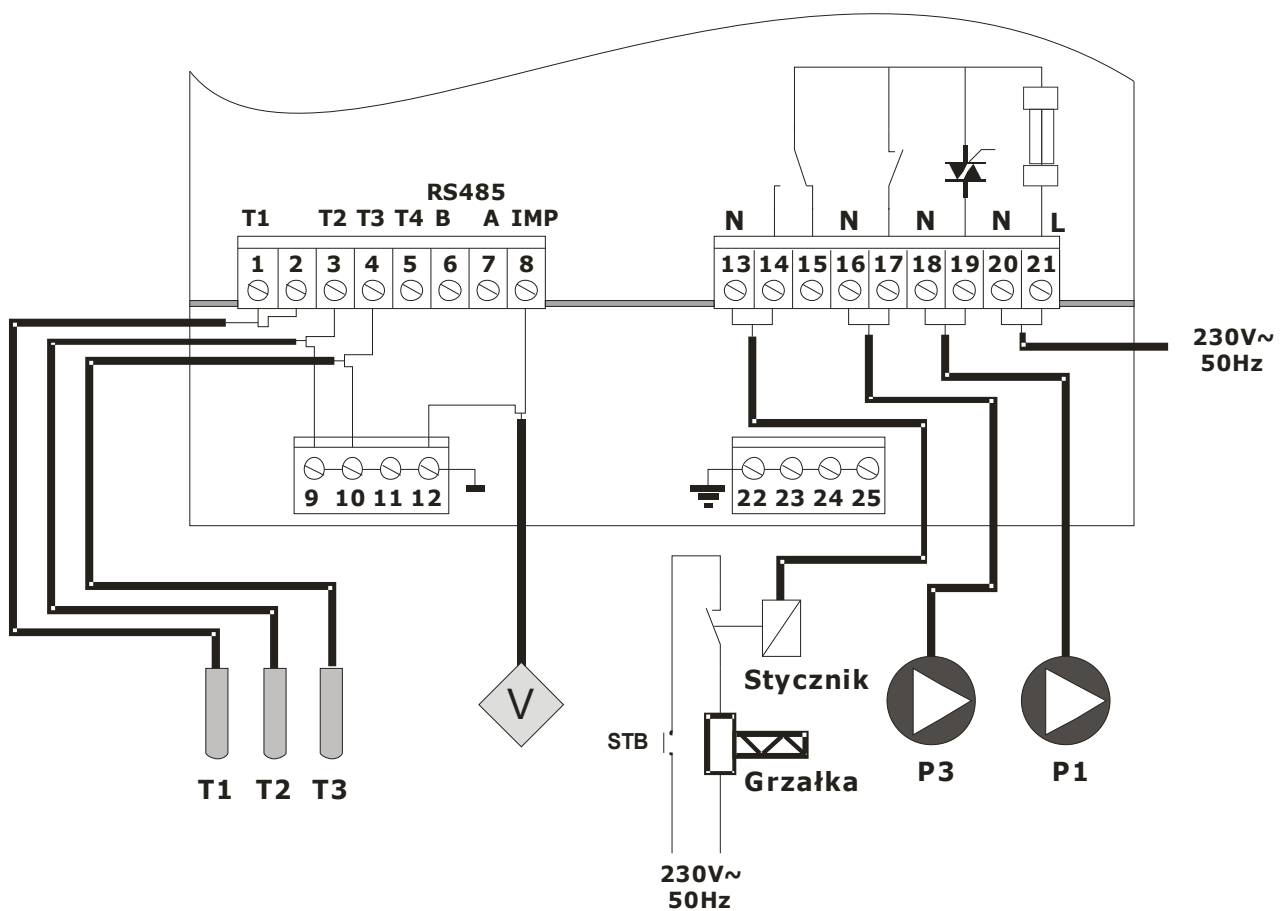 RS485
T1 T2 T3 T4 B A IMP
1 2 3 4 5 6 7 8
N N N N L
13 14 15 16 17 18 19 20 21
230V~
50Hz
9 10 11 12
22 23 24 25
Stycznik
V
STB
Grzałka
T1 T2 T3
P3 P1
230V~
50Hz